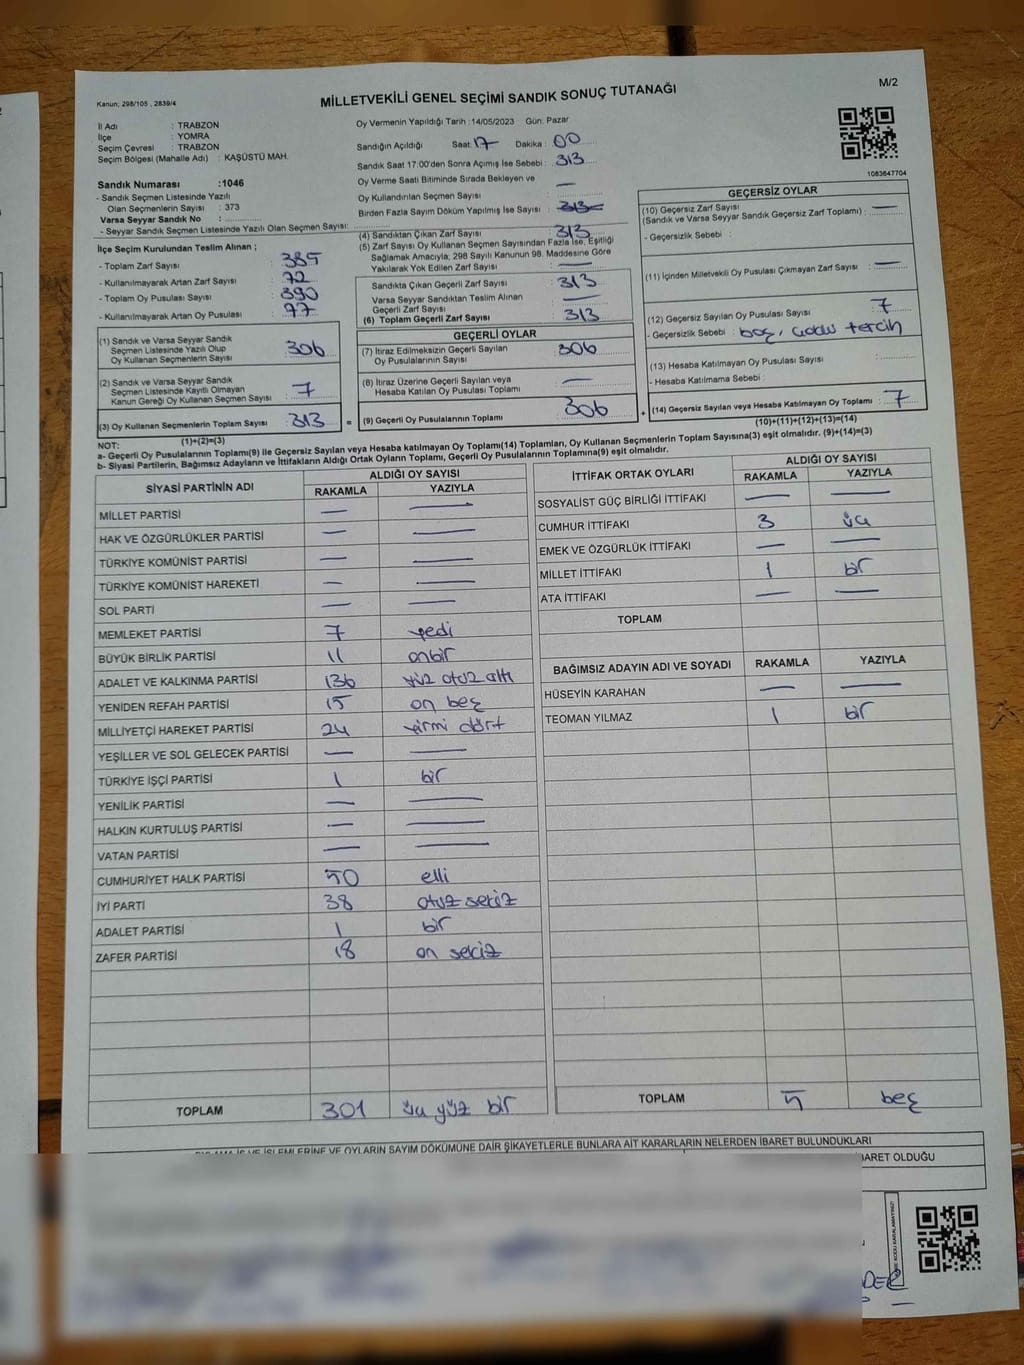 M/2
Kanun, 298/105 , 2839/4
MİLLETVEKİLİ GENEL SEÇİMİ SANDIK SONUÇ TUTANAĞI
İl Adı : TRABZON
İlçe : YOMRA
Seçim Çevresi : TRABZON
Seçim Bölgesi (Mahalle Adı) : KAŞÜSTÜ MAH.
Sandık Numarası :1046
- Sandık Seçmen Listesinde Yazılı
Olan Seçmenlerin Sayısı : 373
Varsa Seyyar Sandık No :
- Seyyar Sandık Seçmen Listesinde Yazılı Olan Seçmen Sayısı:
Oy Vermenin Yapıldığı Tarih :14/05/2023 Gün: Pazar
Sandığın Açıldığı Saat: 17 Dakika : 00
Sandık Saat 17:00'den Sonra Açımış İse Sebebi : 313
Oy Verme Saati Bitiminde Sırada Bekleyen ve
Oy Kullandırılan Seçmen Sayısı —
Birden Fazla Sayım Döküm Yapılmış İse Sayısı : 313
(4) Sandıktan Çıkan Zarf Sayısı 313
(5) Zarf Sayısı Oy Kullanan Seçmen Sayısından Fazla İse, Eşitliği
Sağlamak Amacıyla, 298 Sayılı Kanunun 98. Maddesine Göre
Yakılarak Yok Edilen Zarf Sayısı : —
Sandıkta Çıkan Geçerli Zarf Sayısı 313
Varsa Seyyar Sandıktan Teslim Alınan
Geçerli Zarf Sayısı —
(6) Toplam Geçerli Zarf Sayısı : 313
1083647704
GEÇERSİZ OYLAR
(10) Geçersiz Zarf Sayısı —
(Sandık ve Varsa Seyyar Sandık Geçersiz Zarf Toplamı) :
- Geçersizlik Sebebi :
(11) İçinden Milletvekili Oy Pusulası Çıkmayan Zarf Sayısı : —
(12) Geçersiz Sayılan Oy Pusulası Sayısı : 7
- Geçersizlik Sebebi : boş, tercih
(13) Hesaba Katılmayan Oy Pusulası Sayısı :
- Hesaba Katılmama Sebebi :
(14) Geçersiz Sayılan veya Hesaba Katılmayan Oy Toplamı : 7
(10)+(11)+(12)+(13)=(14)
İlçe Seçim Kurulundan Teslim Alınan ;
- Toplam Zarf Sayısı : 385
- Kullanılmayarak Artan Zarf Sayısı : 72
- Toplam Oy Pusulası Sayısı : 390
- Kullanılmayarak Artan Oy Pusulası : 77
(1) Sandık ve Varsa Seyyar Sandık
Seçmen Listesinde Yazılı Olup
Oy Kullanan Seçmenlerin Sayısı : 306
(2) Sandık ve Varsa Seyyar Sandık
Seçmen Listesinde Kayıtlı Olmayan
Kanun Gereği Oy Kullanan Seçmen Sayısı : 7
(3) Oy Kullanan Seçmenlerin Toplam Sayısı : 313
(1)+(2)=(3)
GEÇERLİ OYLAR
(7) İtiraz Edilmeksizin Geçerli Sayılan
Oy Pusulalarının Sayısı : 306
(8) İtiraz Üzerine Geçerli Sayılan veya
Hesaba Katılan Oy Pusulası Toplamı : —
= (9) Geçerli Oy Pusulalarının Toplamı : 306 +
NOT:
a- Geçerli Oy Pusulalarının Toplamı(9) ile Geçersiz Sayılan veya Hesaba katılmayan Oy Toplamı(14) Toplamları, Oy Kullanan Seçmenlerin Toplam Sayısına(3) eşit olmalıdır. (9)+(14)=(3)
b- Siyasi Partilerin, Bağımsız Adayların ve İttifakların Aldığı Ortak Oyların Toplamı, Geçerli Oy Pusulalarının Toplamına(9) eşit olmalıdır.
SİYASİ PARTİNİN ADI ALDIĞI OY SAYISI
RAKAMLA YAZIYLA
MİLLET PARTİSİ — —
HAK VE ÖZGÜRLÜKLER PARTİSİ — —
TÜRKİYE KOMÜNİST PARTİSİ — —
TÜRKİYE KOMÜNİST HAREKETİ — —
SOL PARTİ — —
MEMLEKET PARTİSİ 7 yedi
BÜYÜK BİRLİK PARTİSİ 11 onbir
ADALET VE KALKINMA PARTİSİ 136 yüz otuz altı
YENİDEN REFAH PARTİSİ 15 on beş
MİLLİYETÇİ HAREKET PARTİSİ 24 yirmi dört
YEŞİLLER VE SOL GELECEK PARTİSİ — —
TÜRKİYE İŞÇİ PARTİSİ 1 bir
YENİLİK PARTİSİ — —
HALKIN KURTULUŞ PARTİSİ — —
VATAN PARTİSİ — —
CUMHURİYET HALK PARTİSİ 50 elli
İYİ PARTİ 38 otuz sekiz
ADALET PARTİSİ 1 bir
ZAFER PARTİSİ 18 on sekiz
TOPLAM 301 üç yüz bir
İTTİFAK ORTAK OYLARI ALDIĞI OY SAYISI
RAKAMLA YAZIYLA
SOSYALİST GÜÇ BİRLİĞİ İTTİFAKI — —
CUMHUR İTTİFAKI 3 üç
EMEK VE ÖZGÜRLÜK İTTİFAKI — —
MİLLET İTTİFAKI 1 bir
ATA İTTİFAKI — —
TOPLAM
BAĞIMSIZ ADAYIN ADI VE SOYADI RAKAMLA YAZIYLA
HÜSEYİN KARAHAN — —
TEOMAN YILMAZ 1 bir
TOPLAM 5 beş
İŞLEMLERİNE VE OYLARIN SAYIM DÖKÜMÜNE DAİR ŞİKAYETLERLE BUNLARA AİT KARARLARIN NELERDEN İBARET BULUNDUKLARI
OLDUĞU